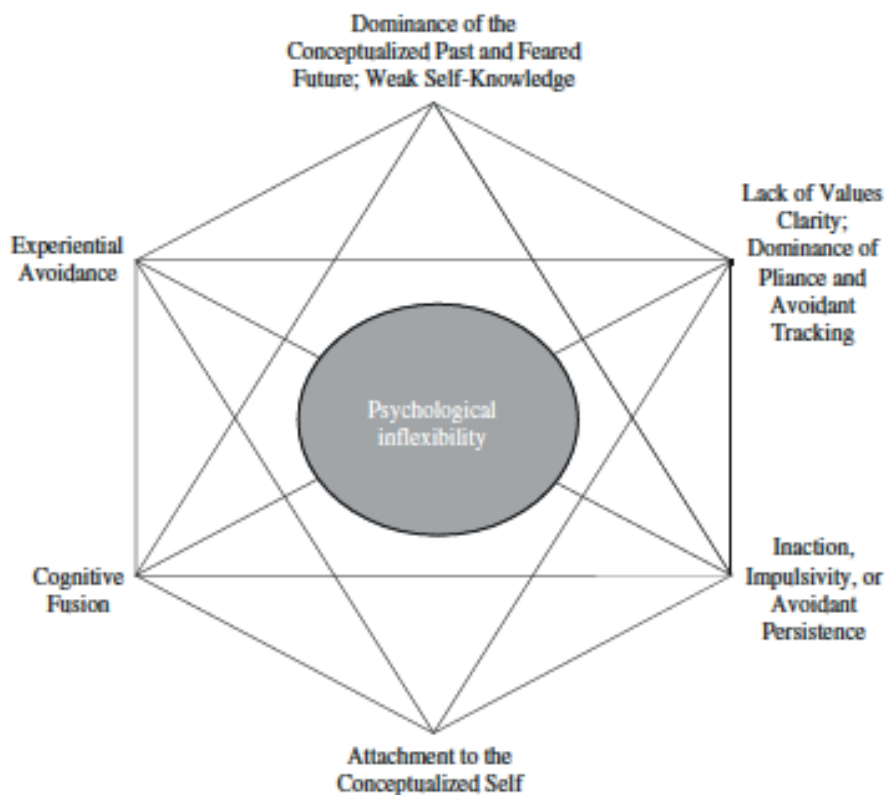 Dominance of the
Conceptualized Past and Feared
Future; Weak Self-Knowledge
Experiential
Avoidance
Lack of Values
Clarity;
Dominance of
Pliance and
Avoidant
Tracking
Psychological
inflexibility
Cognitive
Fusion
Inaction,
Impulsivity, or
Avoidant
Persistence
Attachment to the
Conceptualized Self